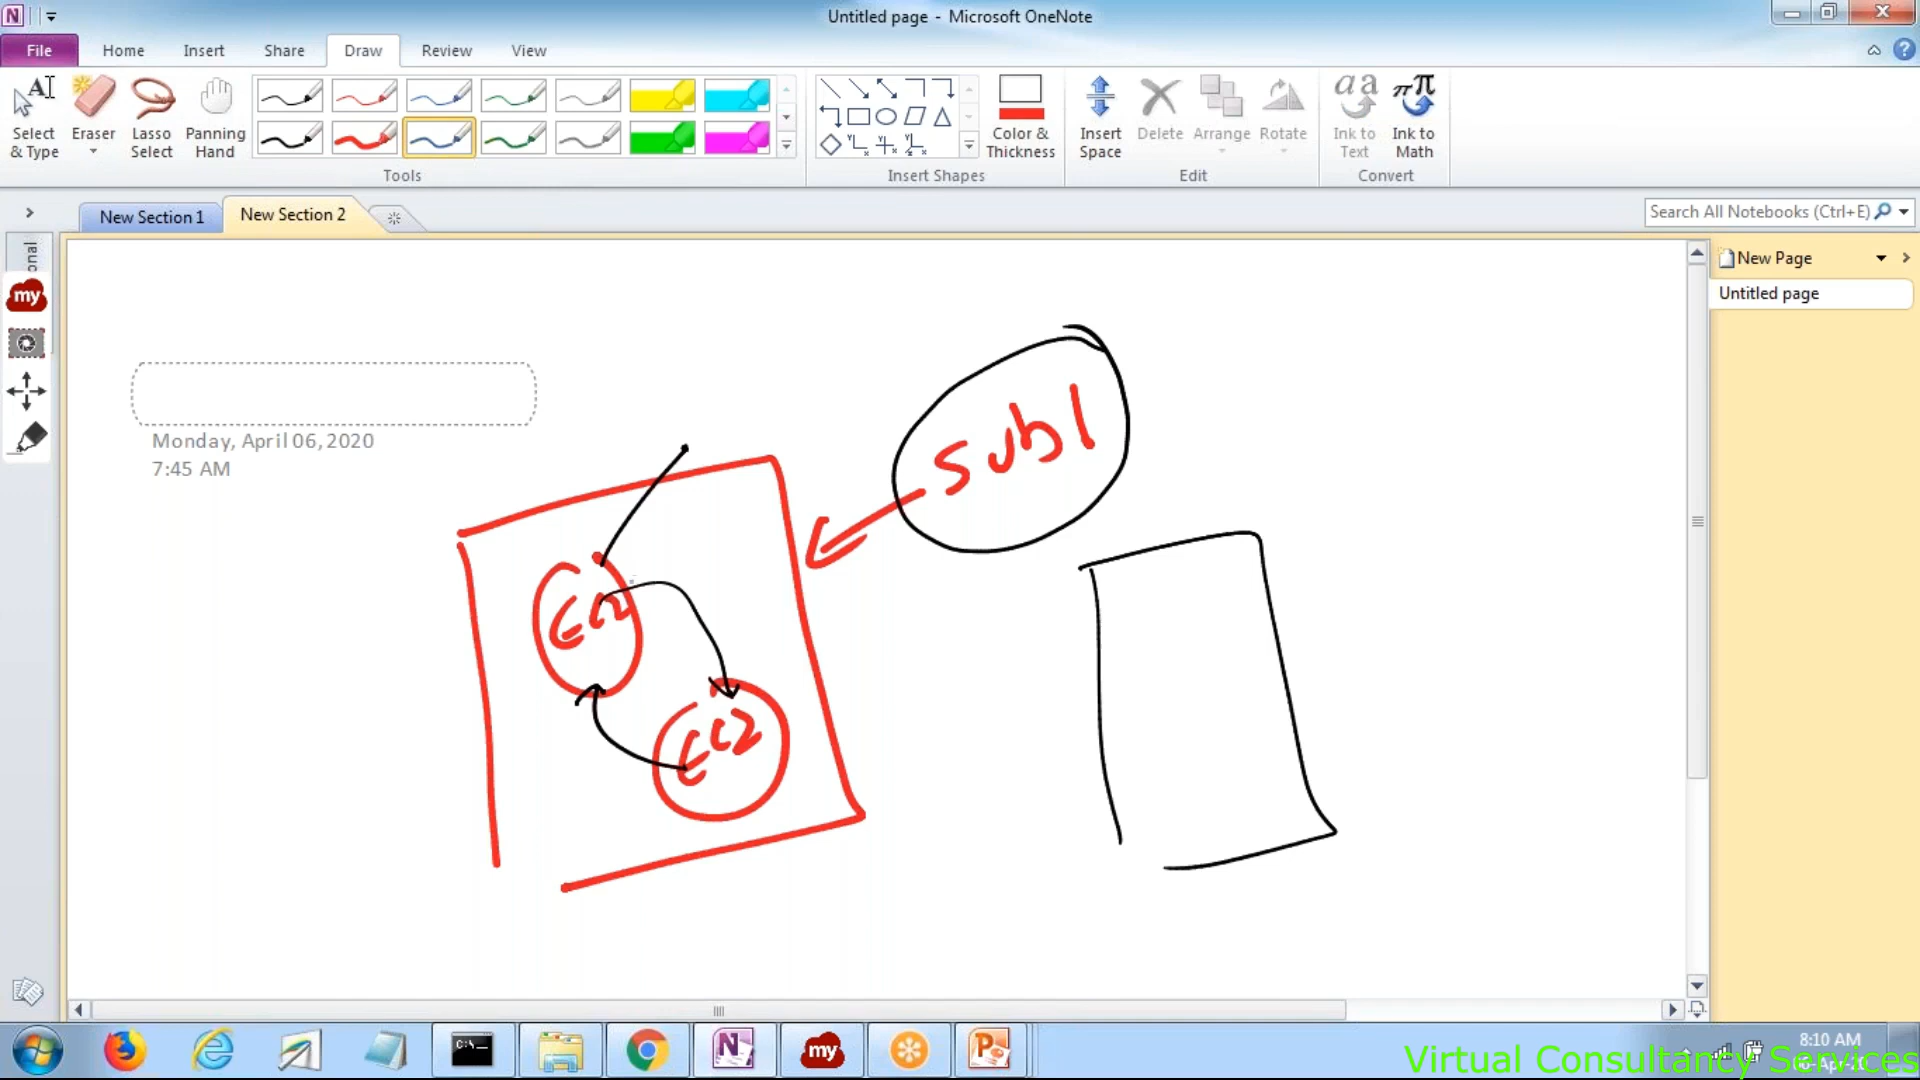 Untitled page - Microsoft OneNote
File Home Insert Share Draw Review View
Select & Type
Eraser
Lasso Select
Panning Hand
Color & Thickness
Insert Space
Delete
Arrange
Rotate
Ink to Text
Ink to Math
Tools
Insert Shapes
Edit
Convert
New Section 1
New Section 2
Search All Notebooks (Ctrl+E)
New Page
Untitled page
my
Monday, April 06, 2020
7:45 AM
Sub1
EC2
EC2
C:\
my
8:10 AM
Virtual Consultancy Services